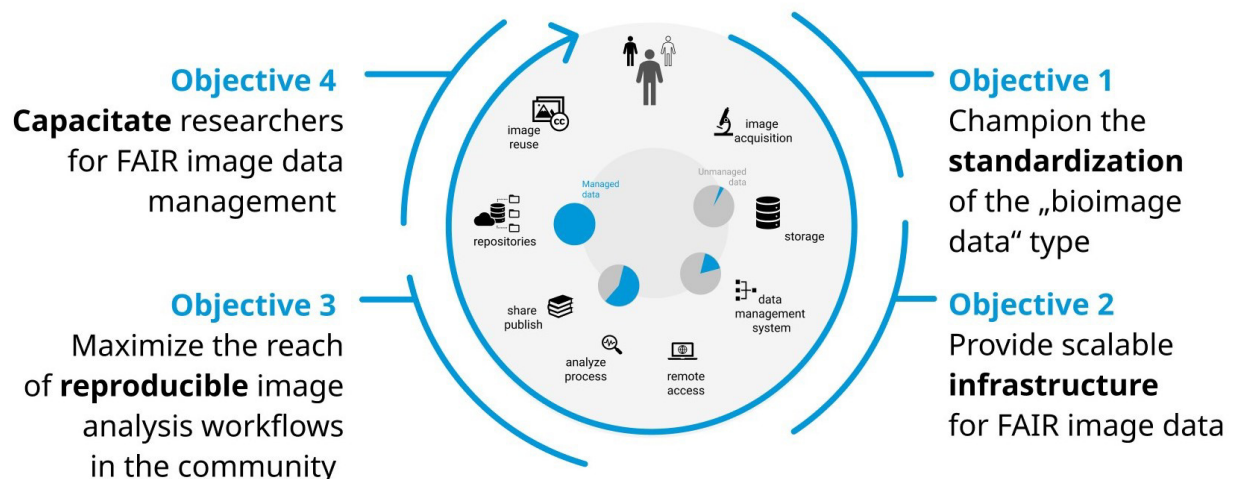 Objective 4
Capacitate researchers
for FAIR image data
management
Objective 1
Champion the
standardization
of the „bioimage
data“ type
Objective 3
Maximize the reach
of reproducible image
analysis workflows
in the community
Objective 2
Provide scalable
infrastructure
for FAIR image data
image
acquisition
storage
data
management
system
remote
access
analyze
process
share
publish
repositories
image
reuse
CC
Managed
data
Unmanaged
data